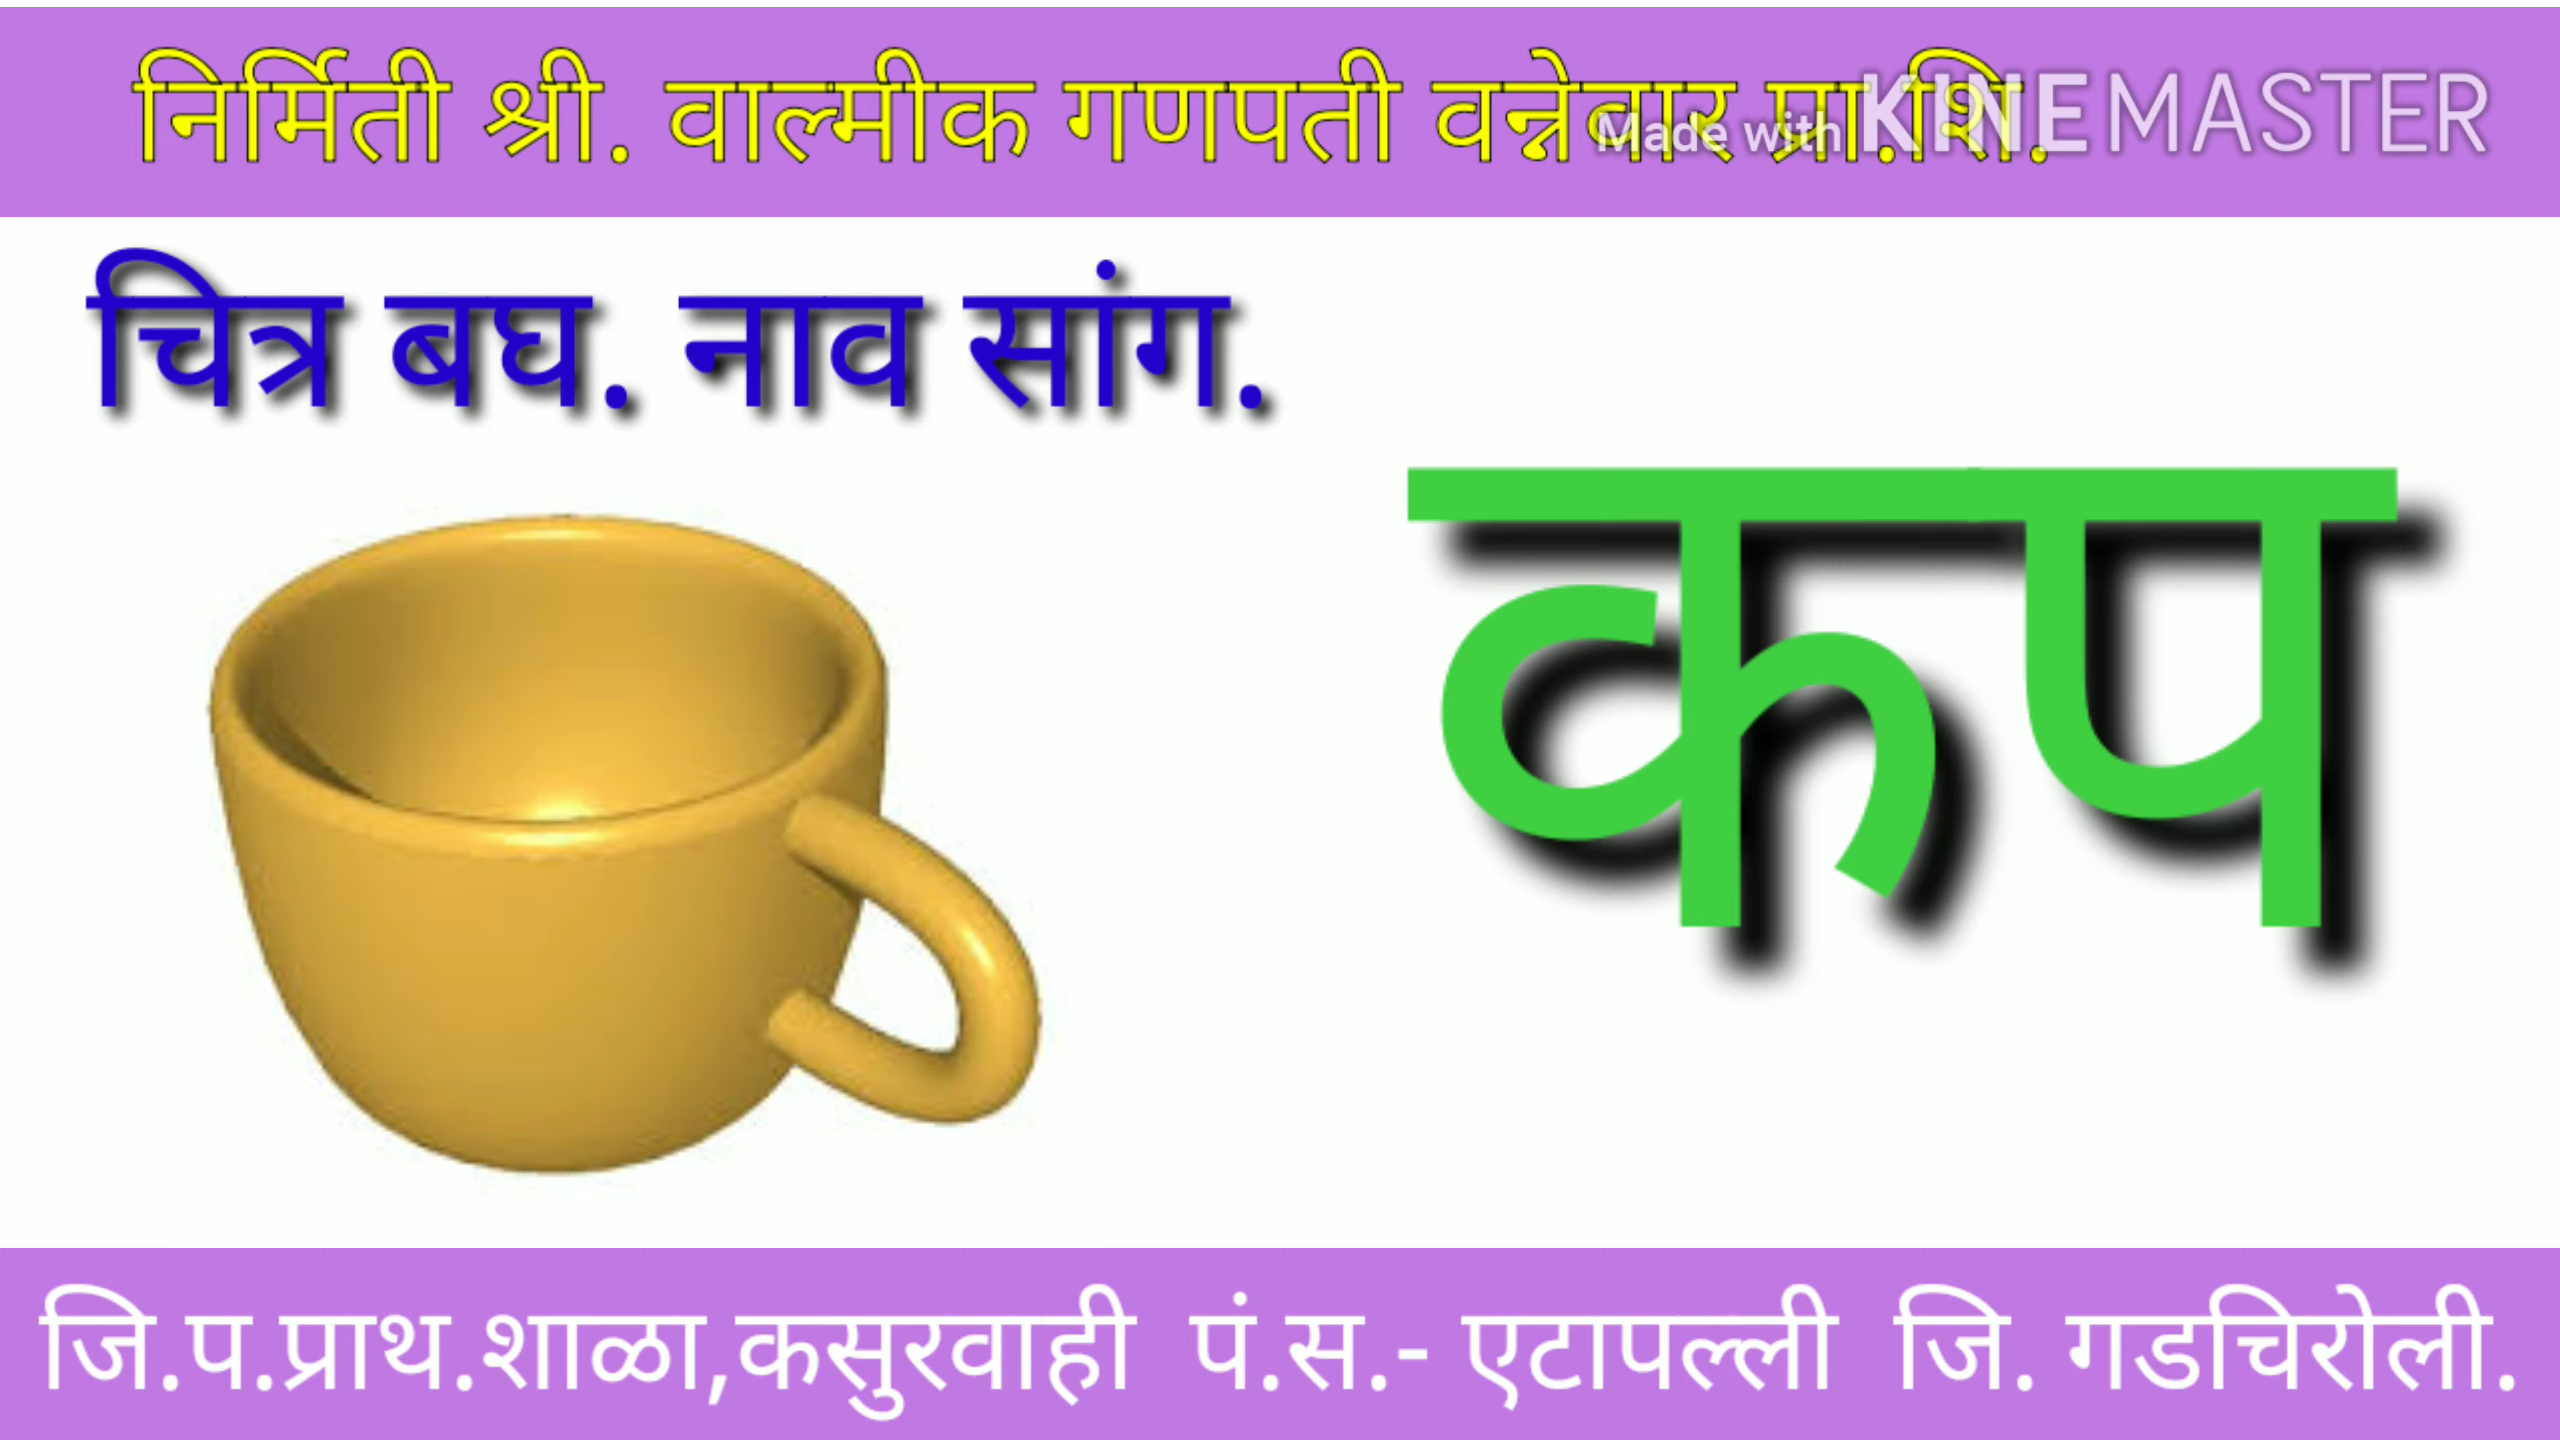 निर्मिती श्री. वाल्मीक गणपती वन्नेवार प्रा.शि.
Made with KINEMASTER
चित्र बघ. नाव सांग.
कप
जि.प.प्राथ.शाळा,कसुरवाही पं.स.- एटापल्ली जि. गडचिरोली.